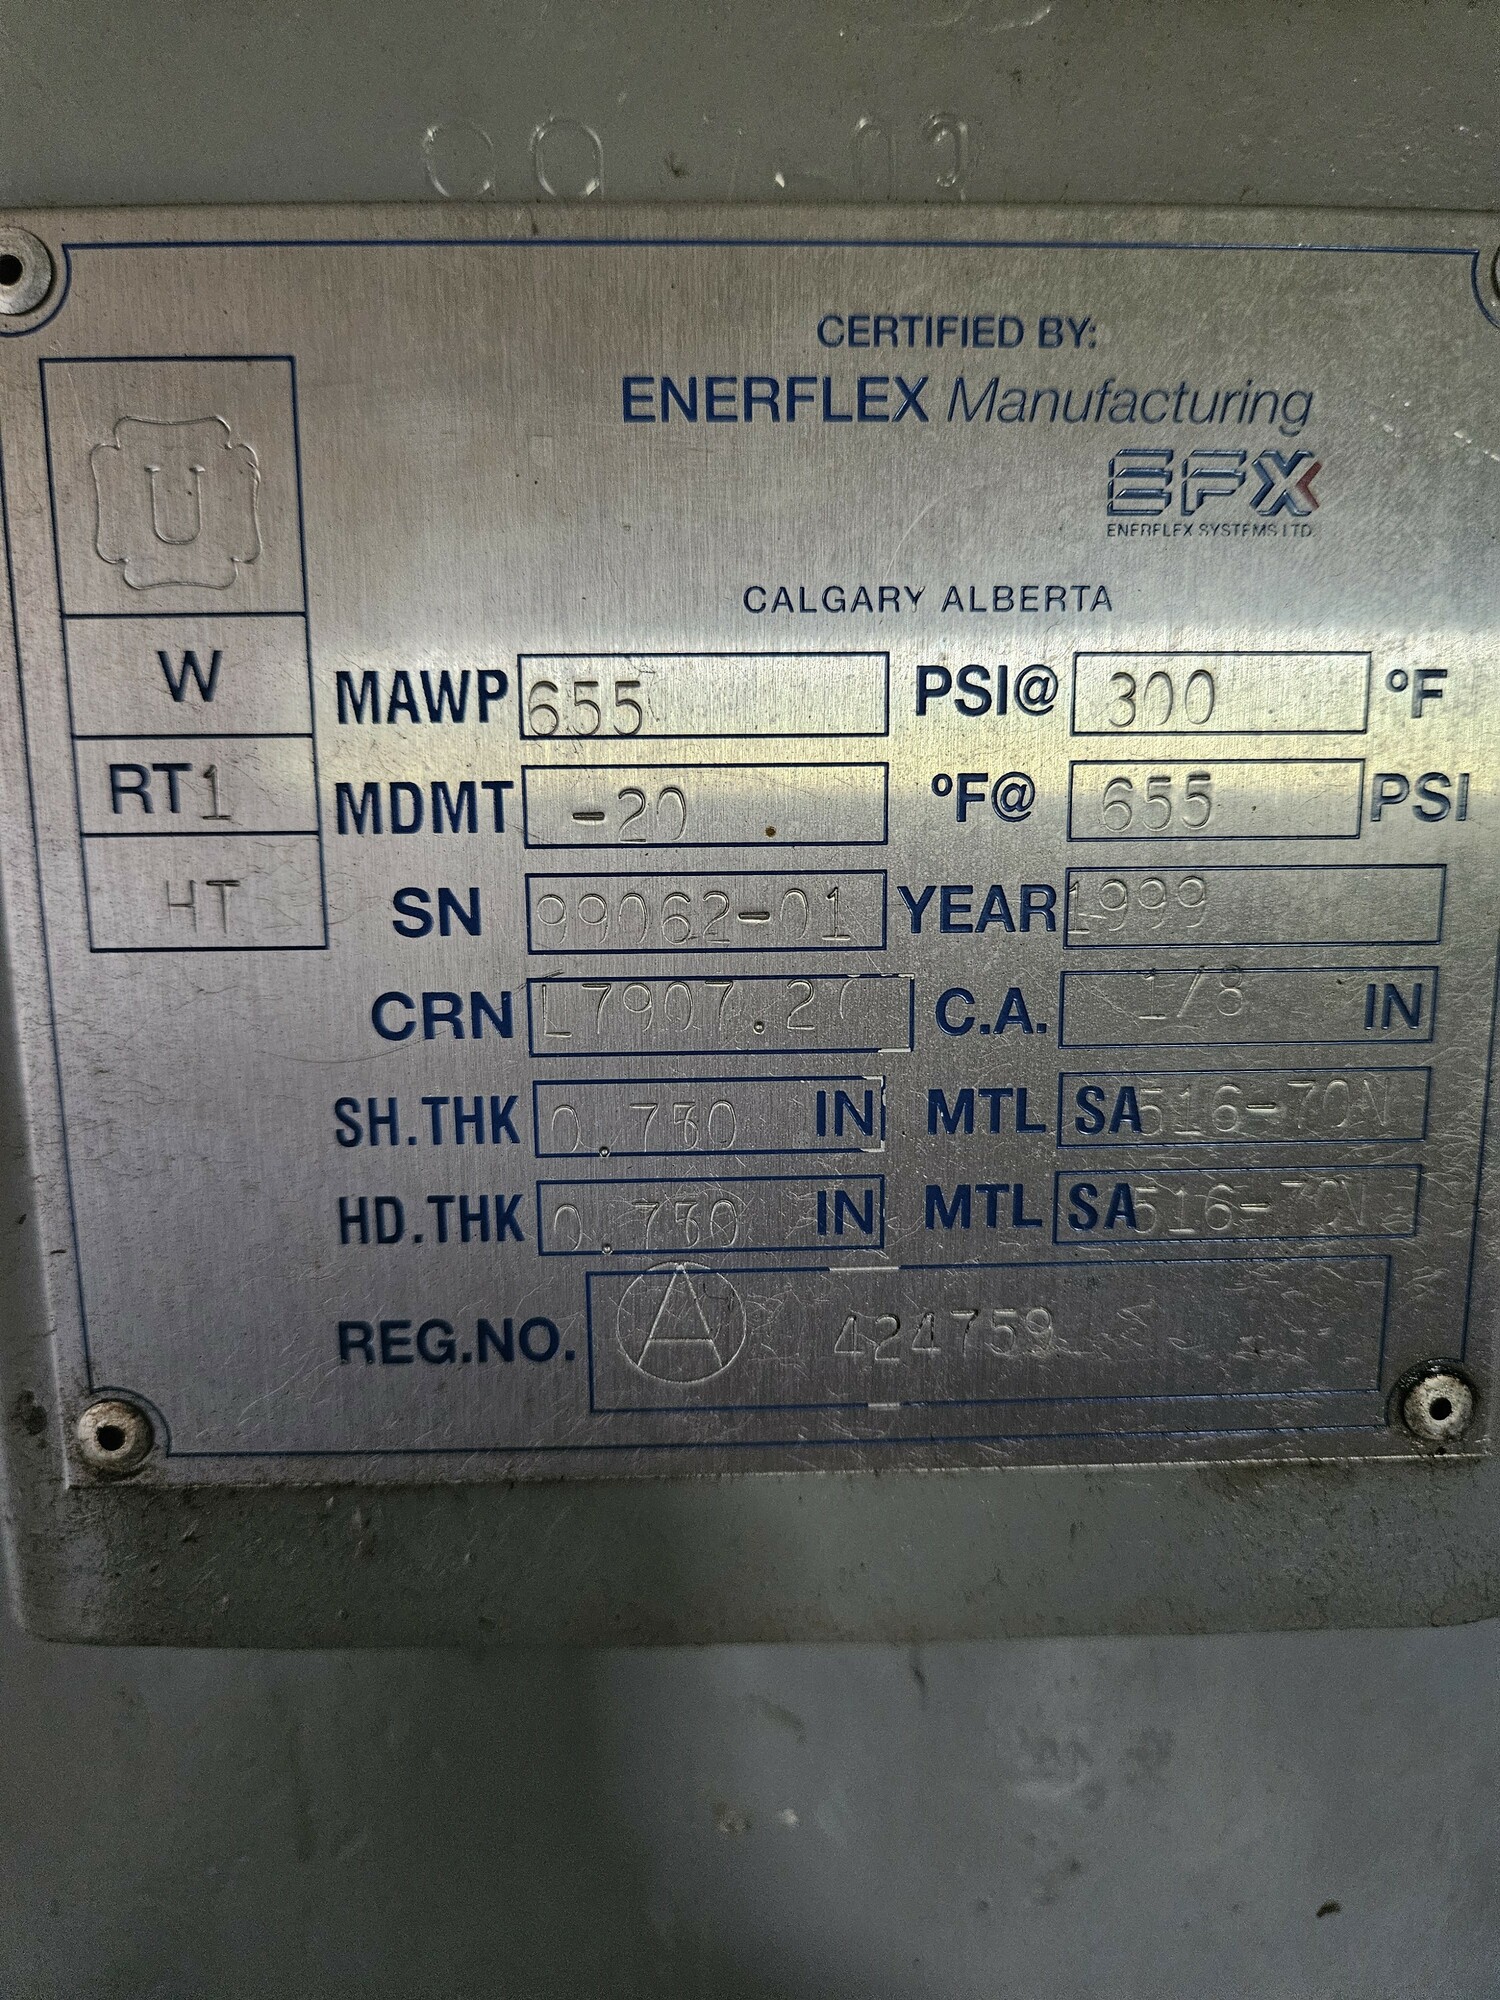 CERTIFIED BY:
ENERFLEX Manufacturing
EFX
ENERFLEX SYSTEMS LTD.
CALGARY ALBERTA
U
W
RT1
HT
MAWP 655 PSI@ 300 °F
MDMT -20 °F@ 655 PSI
SN 99062-01 YEAR 1999
CRN L7907.2 C.A. 1/8 IN
SH.THK 0.750 IN MTL SA516-70N
HD.THK 0.750 IN MTL SA516-70N
REG.NO. A 424759